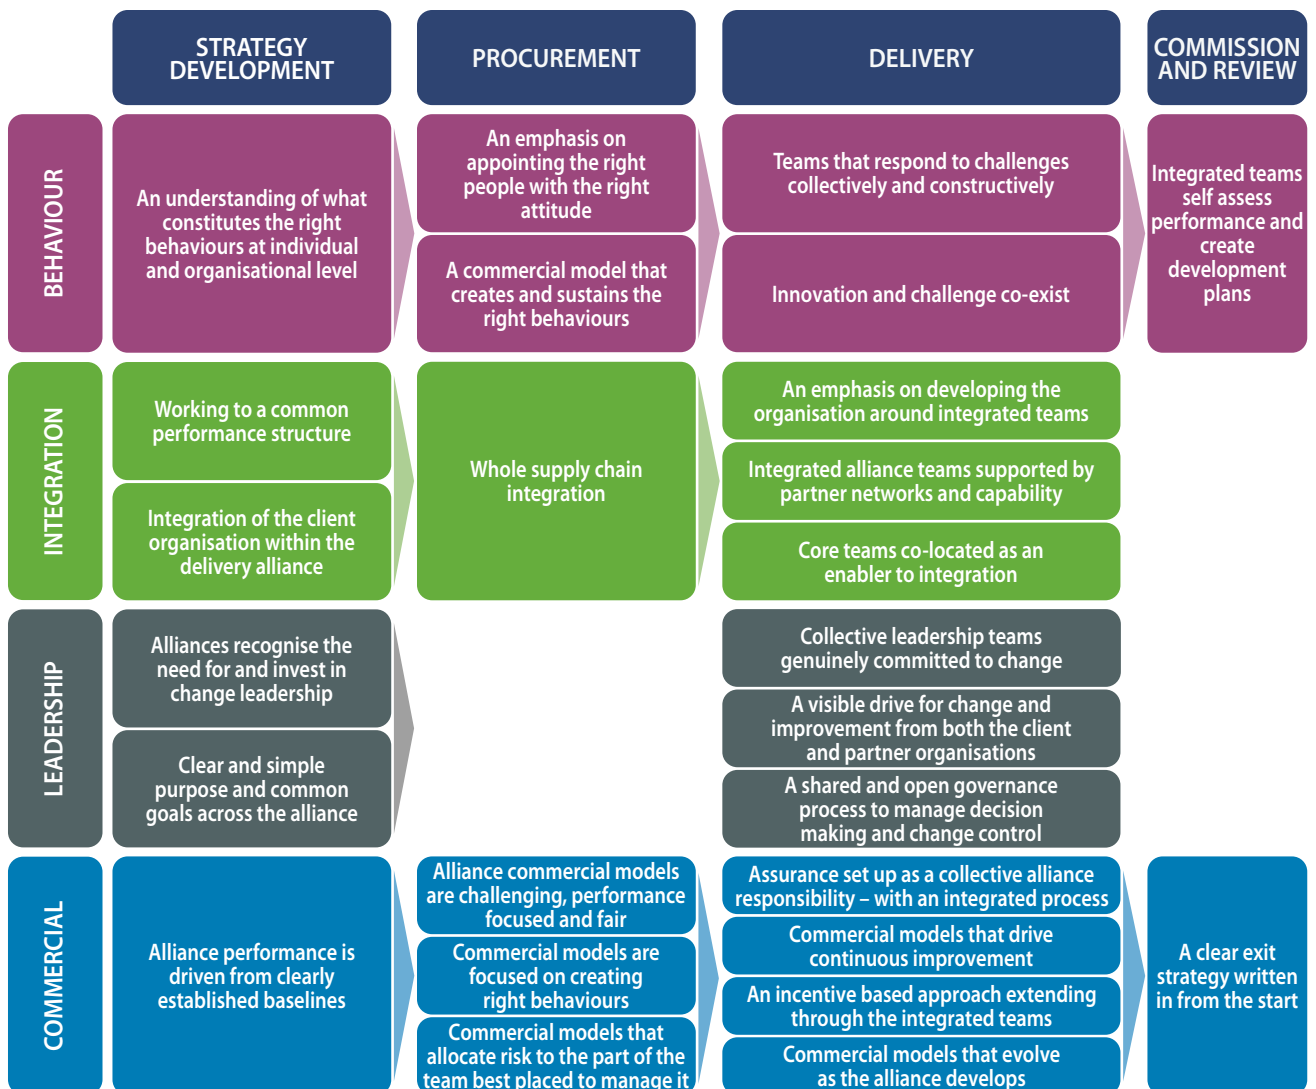 STRATEGY
DEVELOPMENT
PROCUREMENT
DELIVERY
COMMISSION
AND REVIEW
BEHAVIOUR
An understanding of what
constitutes the right
behaviours at individual
and organisational level
An emphasis on
appointing the right
people with the right
attitude
A commercial model that
creates and sustains the
right behaviours
Teams that respond to challenges
collectively and constructively
Innovation and challenge co-exist
Integrated teams
self assess
performance and
create
development
plans
INTEGRATION
Working to a common
performance structure
Integration of the client
organisation within the
delivery alliance
Whole supply chain
integration
An emphasis on developing the
organisation around integrated teams
Integrated alliance teams supported by
partner networks and capability
Core teams co-located as an
enabler to integration
LEADERSHIP
Alliances recognise the
need for and invest in
change leadership
Clear and simple
purpose and common
goals across the alliance
Collective leadership teams
genuinely committed to change
A visible drive for change and
improvement from both the client
and partner organisations
A shared and open governance
process to manage decision
making and change control
COMMERCIAL
Alliance performance is
driven from clearly
established baselines
Alliance commercial models
are challenging, performance
focused and fair
Commercial models are
focused on creating
right behaviours
Commercial models that
allocate risk to the part of the
team best placed to manage it
Assurance set up as a collective alliance
responsibility – with an integrated process
Commercial models that drive
continuous improvement
An incentive based approach extending
through the integrated teams
Commercial models that evolve
as the alliance develops
A clear exit
strategy written
in from the start